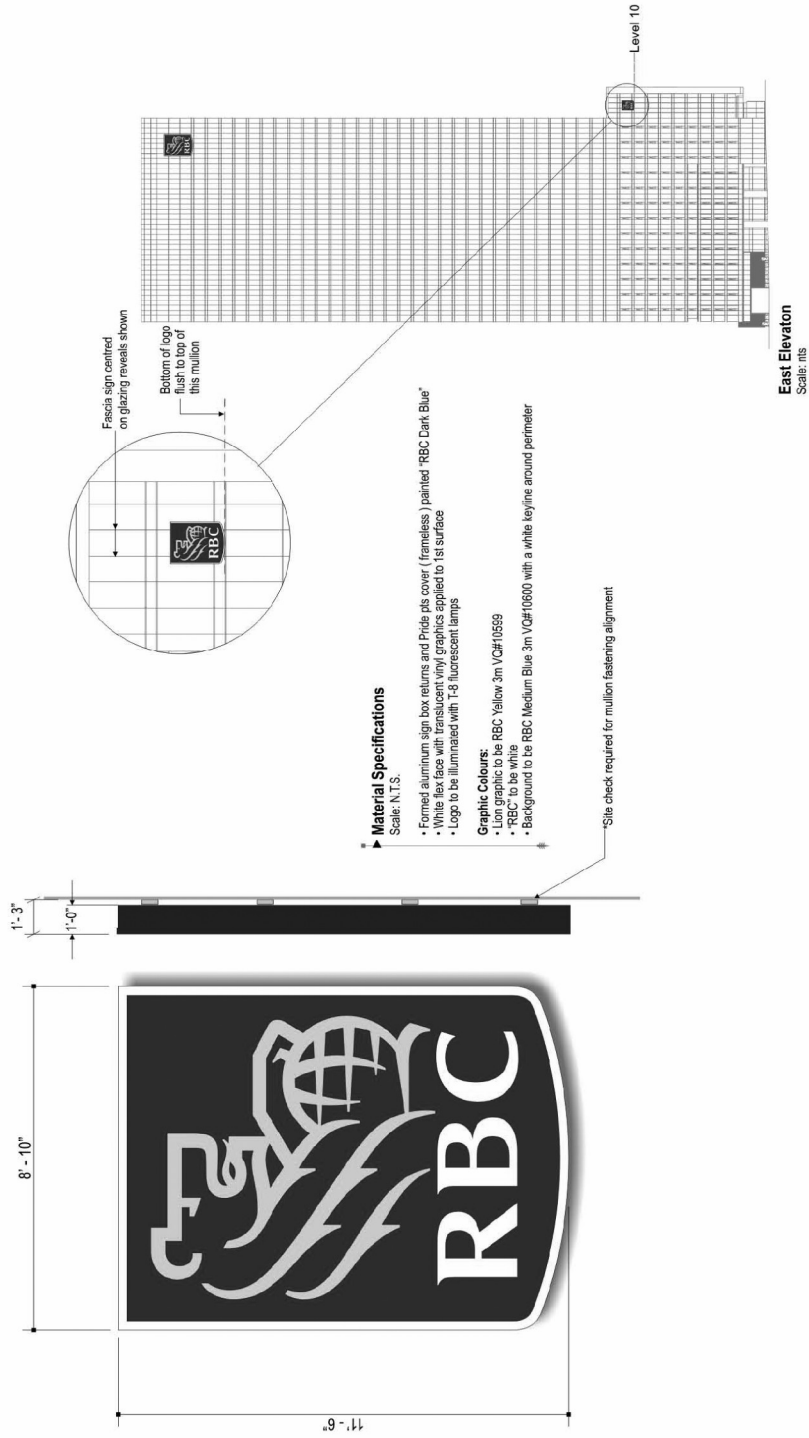 8' - 10"
11' - 6"
RBC
1'- 3"
1'-0"
*Site check required for mullion fastening alignment
Material Specifications
Scale: N.T.S.
• Formed aluminum sign box returns and Pride pts cover ( frameless ) painted "RBC Dark Blue"
• White flex face with translucent vinyl graphics applied to 1st surface
• Logo to be illuminated with T-8 fluorescent lamps
Graphic Colours:
• Lion graphic to be RBC Yellow 3m VQ#10599
• "RBC" to be white
• Background to be RBC Medium Blue 3m VQ#10600 with a white keyline around perimeter
Fascia sign centred
on glazing reveals shown
Bottom of logo
flush to top of
this mullion
RBC
RBC
Level 10
East Elevaton
Scale: nts